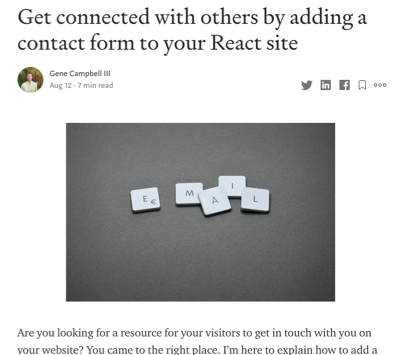 Get connected with others by adding a
contact form to your React site
Gene Campbell III
Aug 12 · 7 min read
E € M A I L
Are you looking for a resource for your visitors to get in touch with you on
your website? You came to the right place. I'm here to explain how to add a